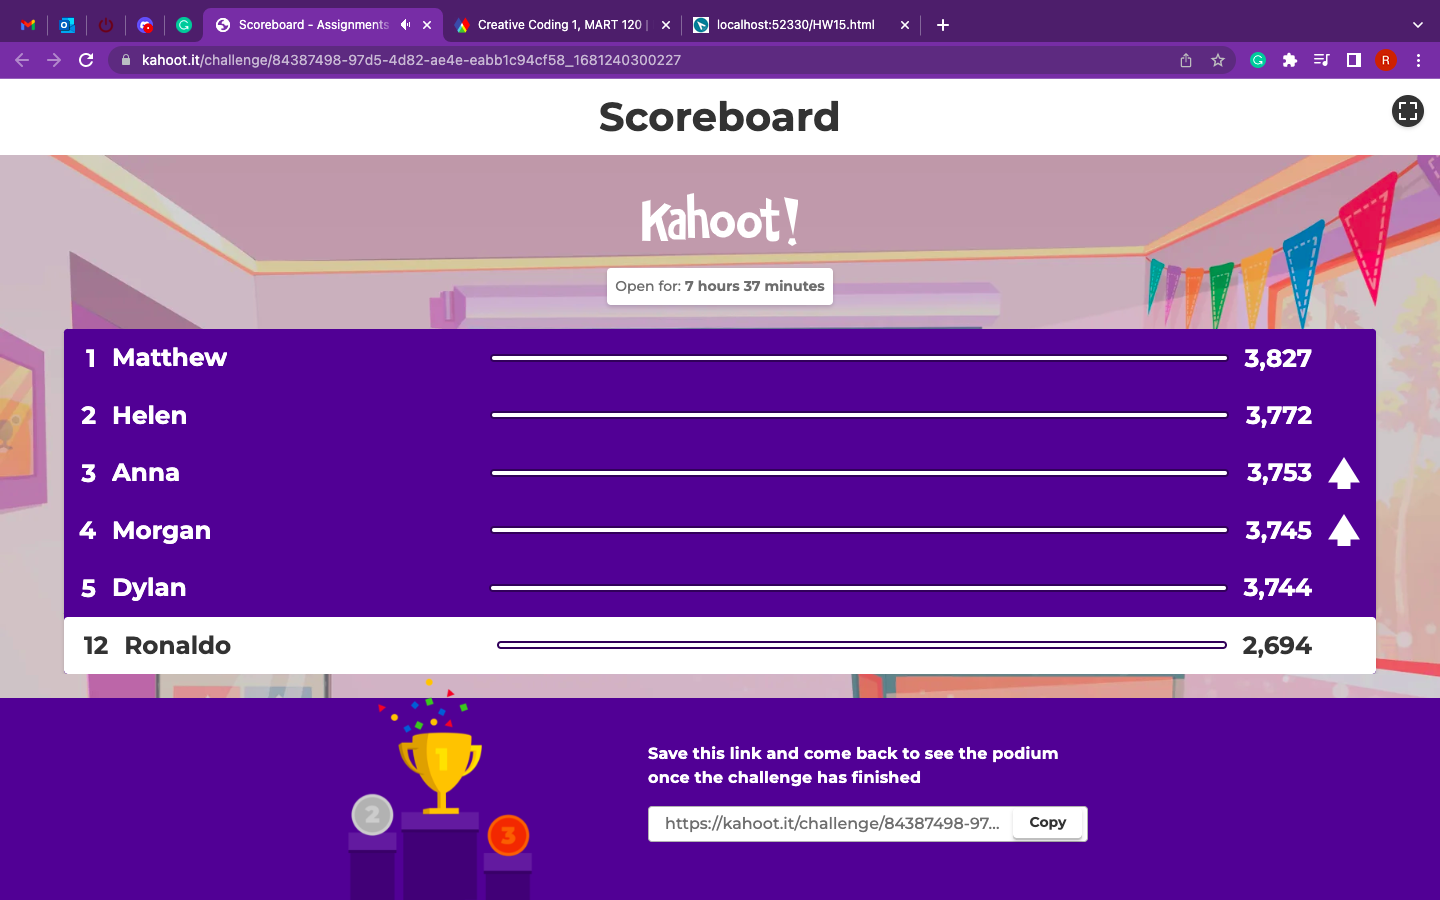 Scoreboard - Assignments
Creative Coding 1, MART 120 |
localhost:52330/HW15.html
kahoot.it/challenge/84387498-97d5-4d82-ae4e-eabb1c94cf58_1681240300227
R
Scoreboard
Kahoot!
Open for: 7 hours 37 minutes
1 Matthew 3,827
2 Helen 3,772
3 Anna 3,753
4 Morgan 3,745
5 Dylan 3,744
12 Ronaldo 2,694
1
2
3
Save this link and come back to see the podium
once the challenge has finished
https://kahoot.it/challenge/84387498-97... Copy